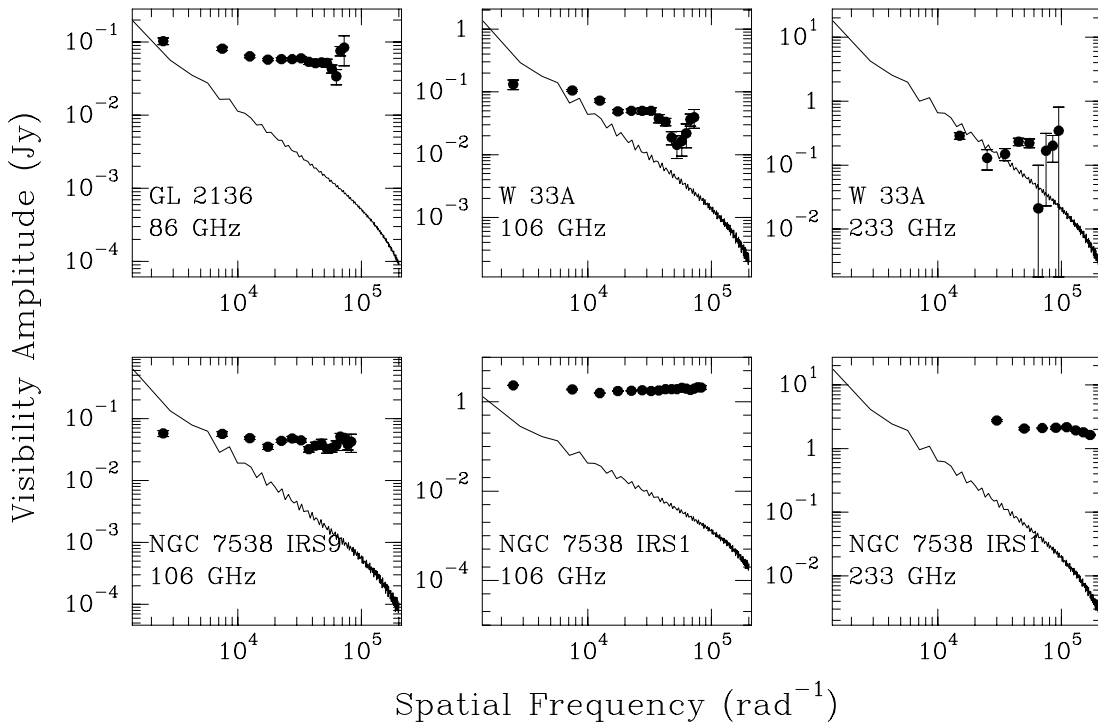 Visibility Amplitude (Jy)
10^{-1}
10^{-2}
10^{-3}
10^{-4}
GL 2136
86 GHz
10^{4}
10^{5}
1
10^{-1}
10^{-2}
10^{-3}
W 33A
106 GHz
10^{4}
10^{5}
10^{1}
1
10^{-1}
10^{-2}
W 33A
233 GHz
10^{4}
10^{5}
10^{-1}
10^{-2}
10^{-3}
10^{-4}
NGC 7538 IRS9
106 GHz
10^{4}
10^{5}
1
10^{-2}
10^{-4}
NGC 7538 IRS1
106 GHz
10^{4}
10^{5}
10^{1}
1
10^{-1}
10^{-2}
NGC 7538 IRS1
233 GHz
10^{4}
10^{5}
Spatial Frequency (rad^{-1})